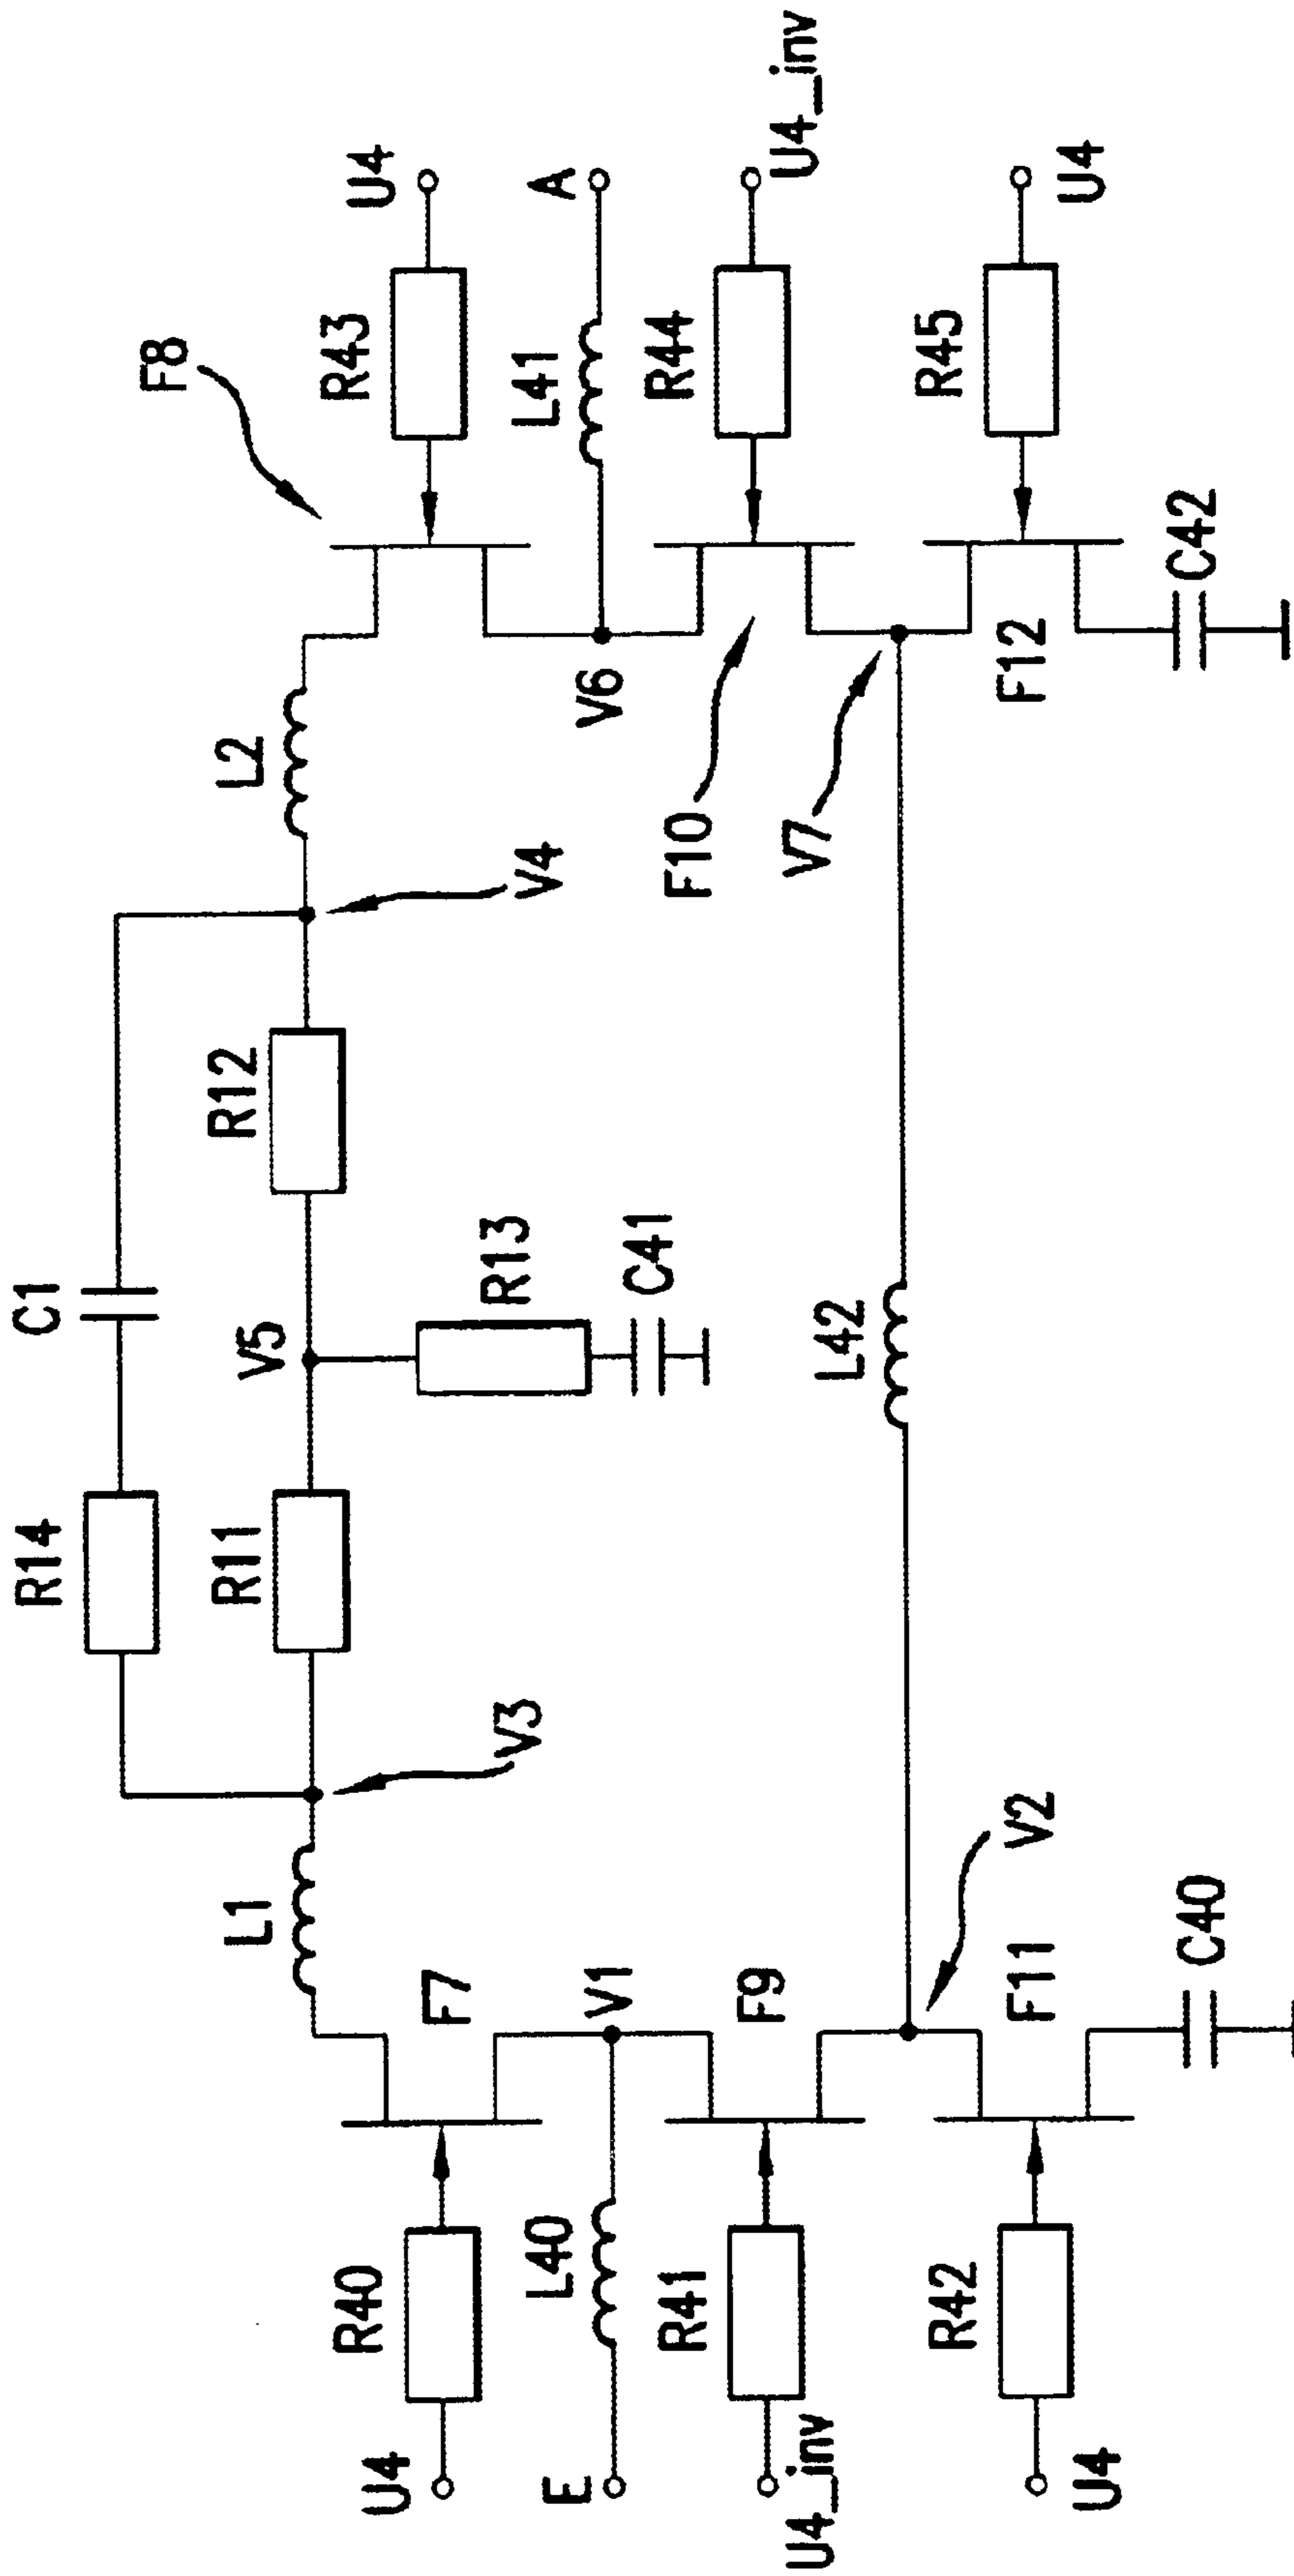 R14
C1
L1
R11
V5
R12
L2
F8
R13
C41
V3
V4
U4
R40
F7
R43
U4
E
L40
V1
V6
L41
A
U4_inv
R41
F9
F10
R44
U4_inv
L42
V2
V7
U4
R42
F11
F12
R45
U4
C40
C42